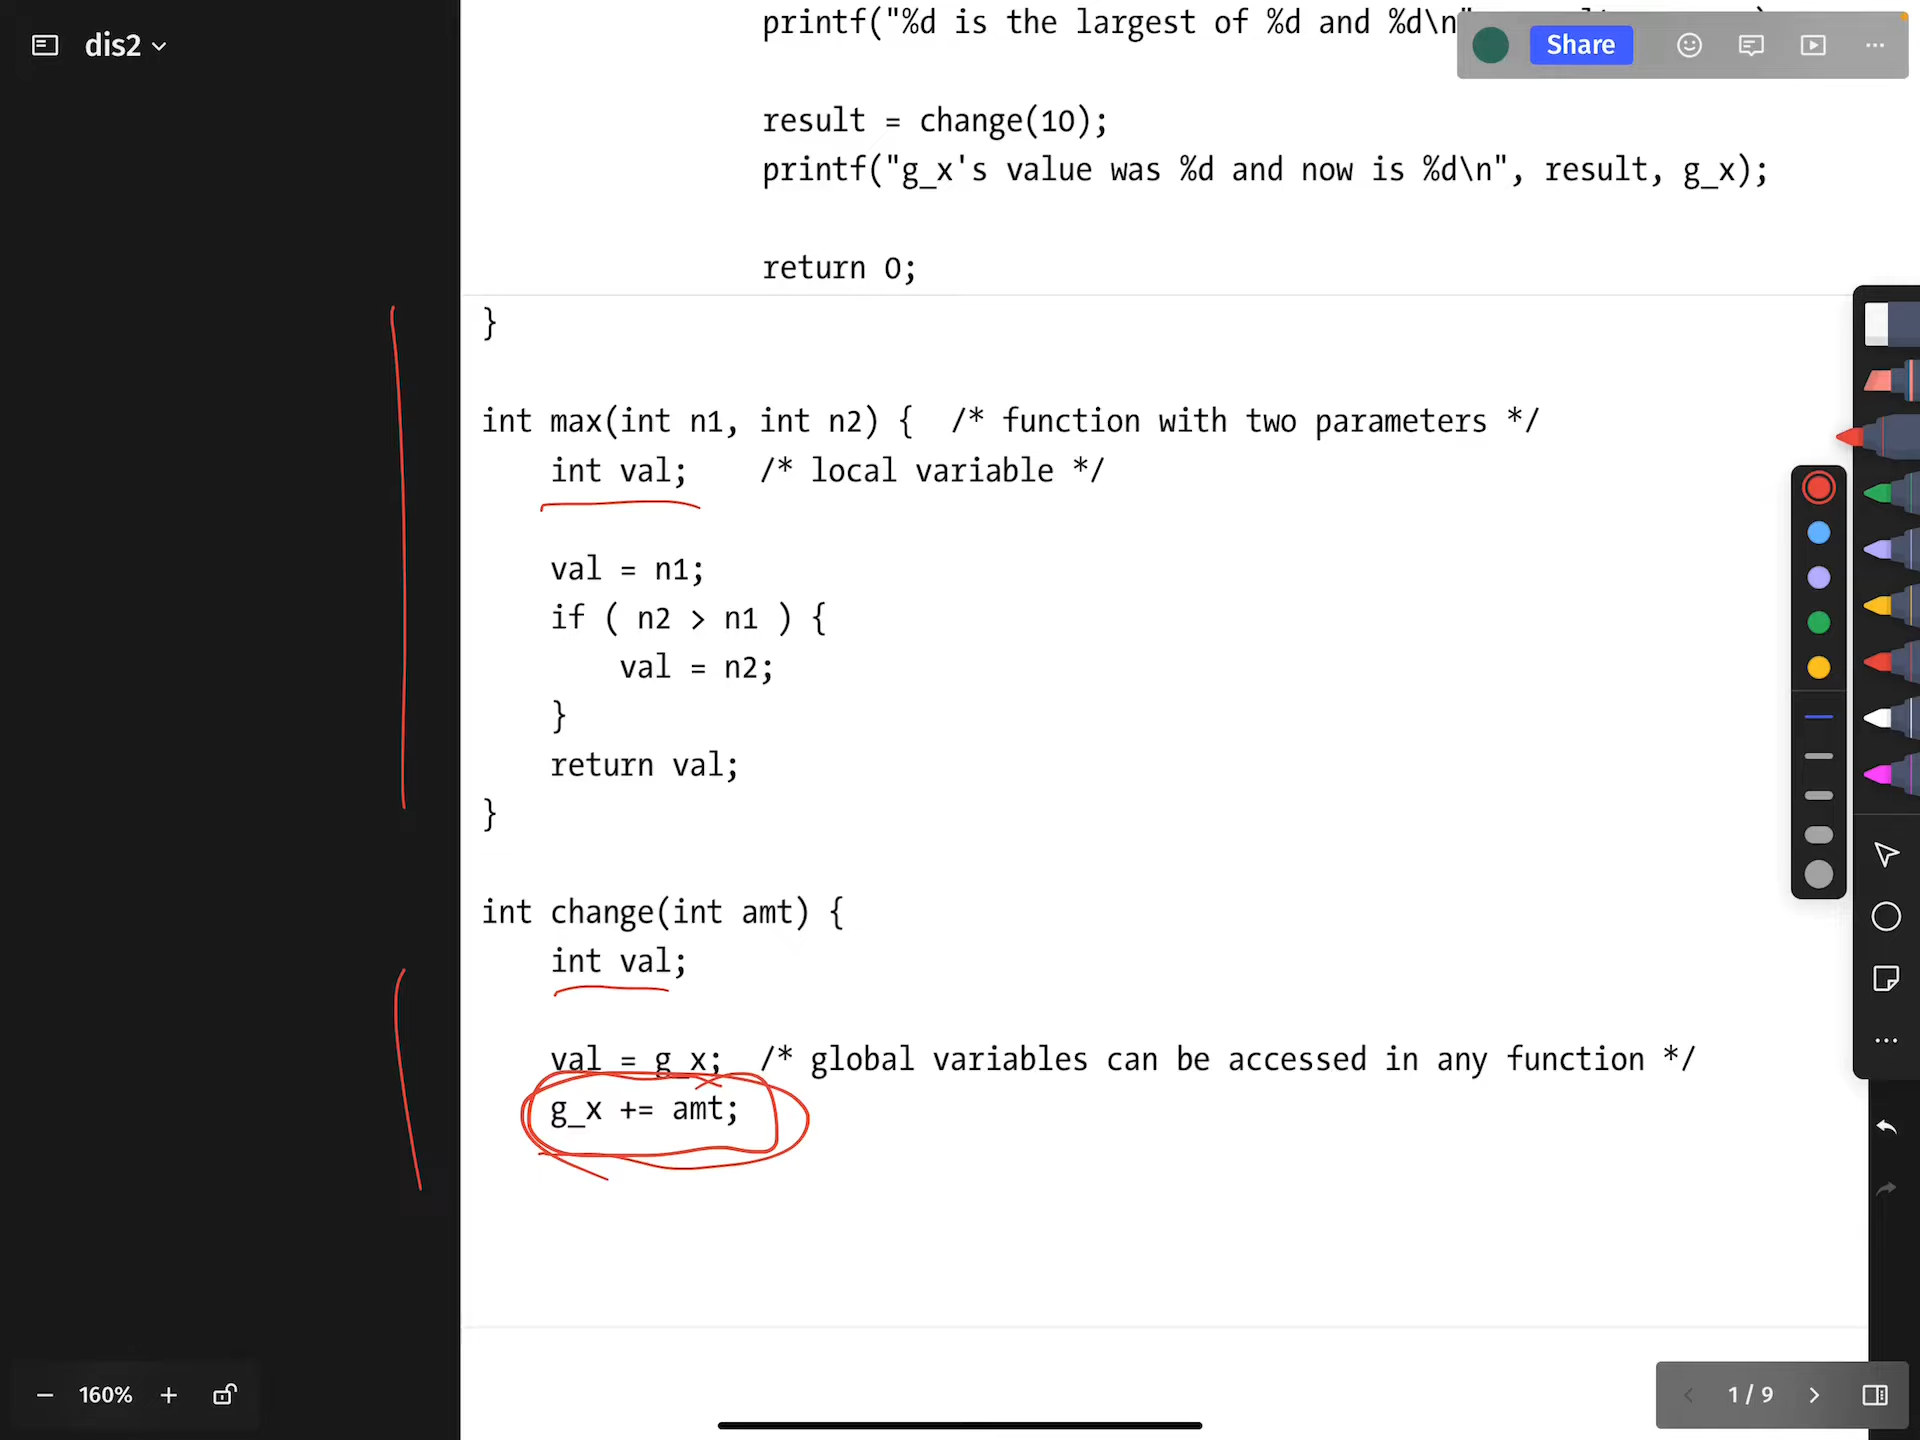 dis2
printf("%d is the largest of %d and %d\n"
Share
result = change(10);
printf("g_x's value was %d and now is %d\n", result, g_x);
return 0;
}
int max(int n1, int n2) {  /* function with two parameters */
int val;    /* local variable */
val = n1;
if ( n2 > n1 ) {
val = n2;
}
return val;
}
int change(int amt) {
int val;
val = g_x;  /* global variables can be accessed in any function */
g_x += amt;
160%
1 / 9